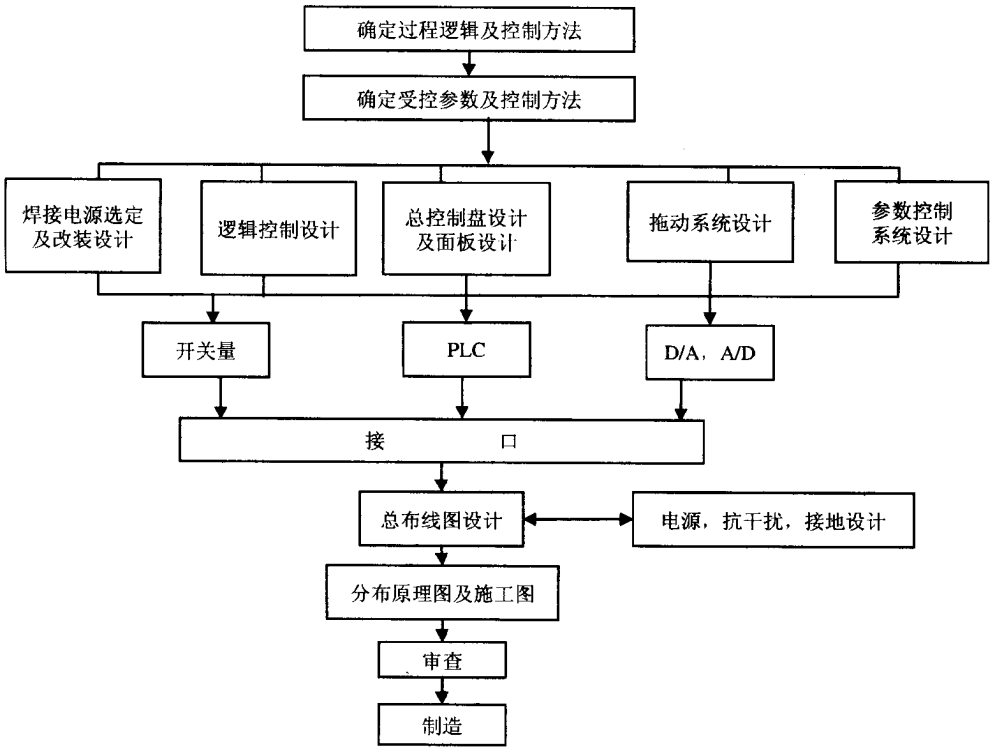 确定过程逻辑及控制方法
确定受控参数及控制方法
焊接电源选定
及改装设计
逻辑控制设计
总控制盘设计
及面板设计
拖动系统设计
参数控制
系统设计
开关量
PLC
D/A，A/D
接 口
总布线图设计
电源，抗干扰，接地设计
分布原理图及施工图
审查
制造